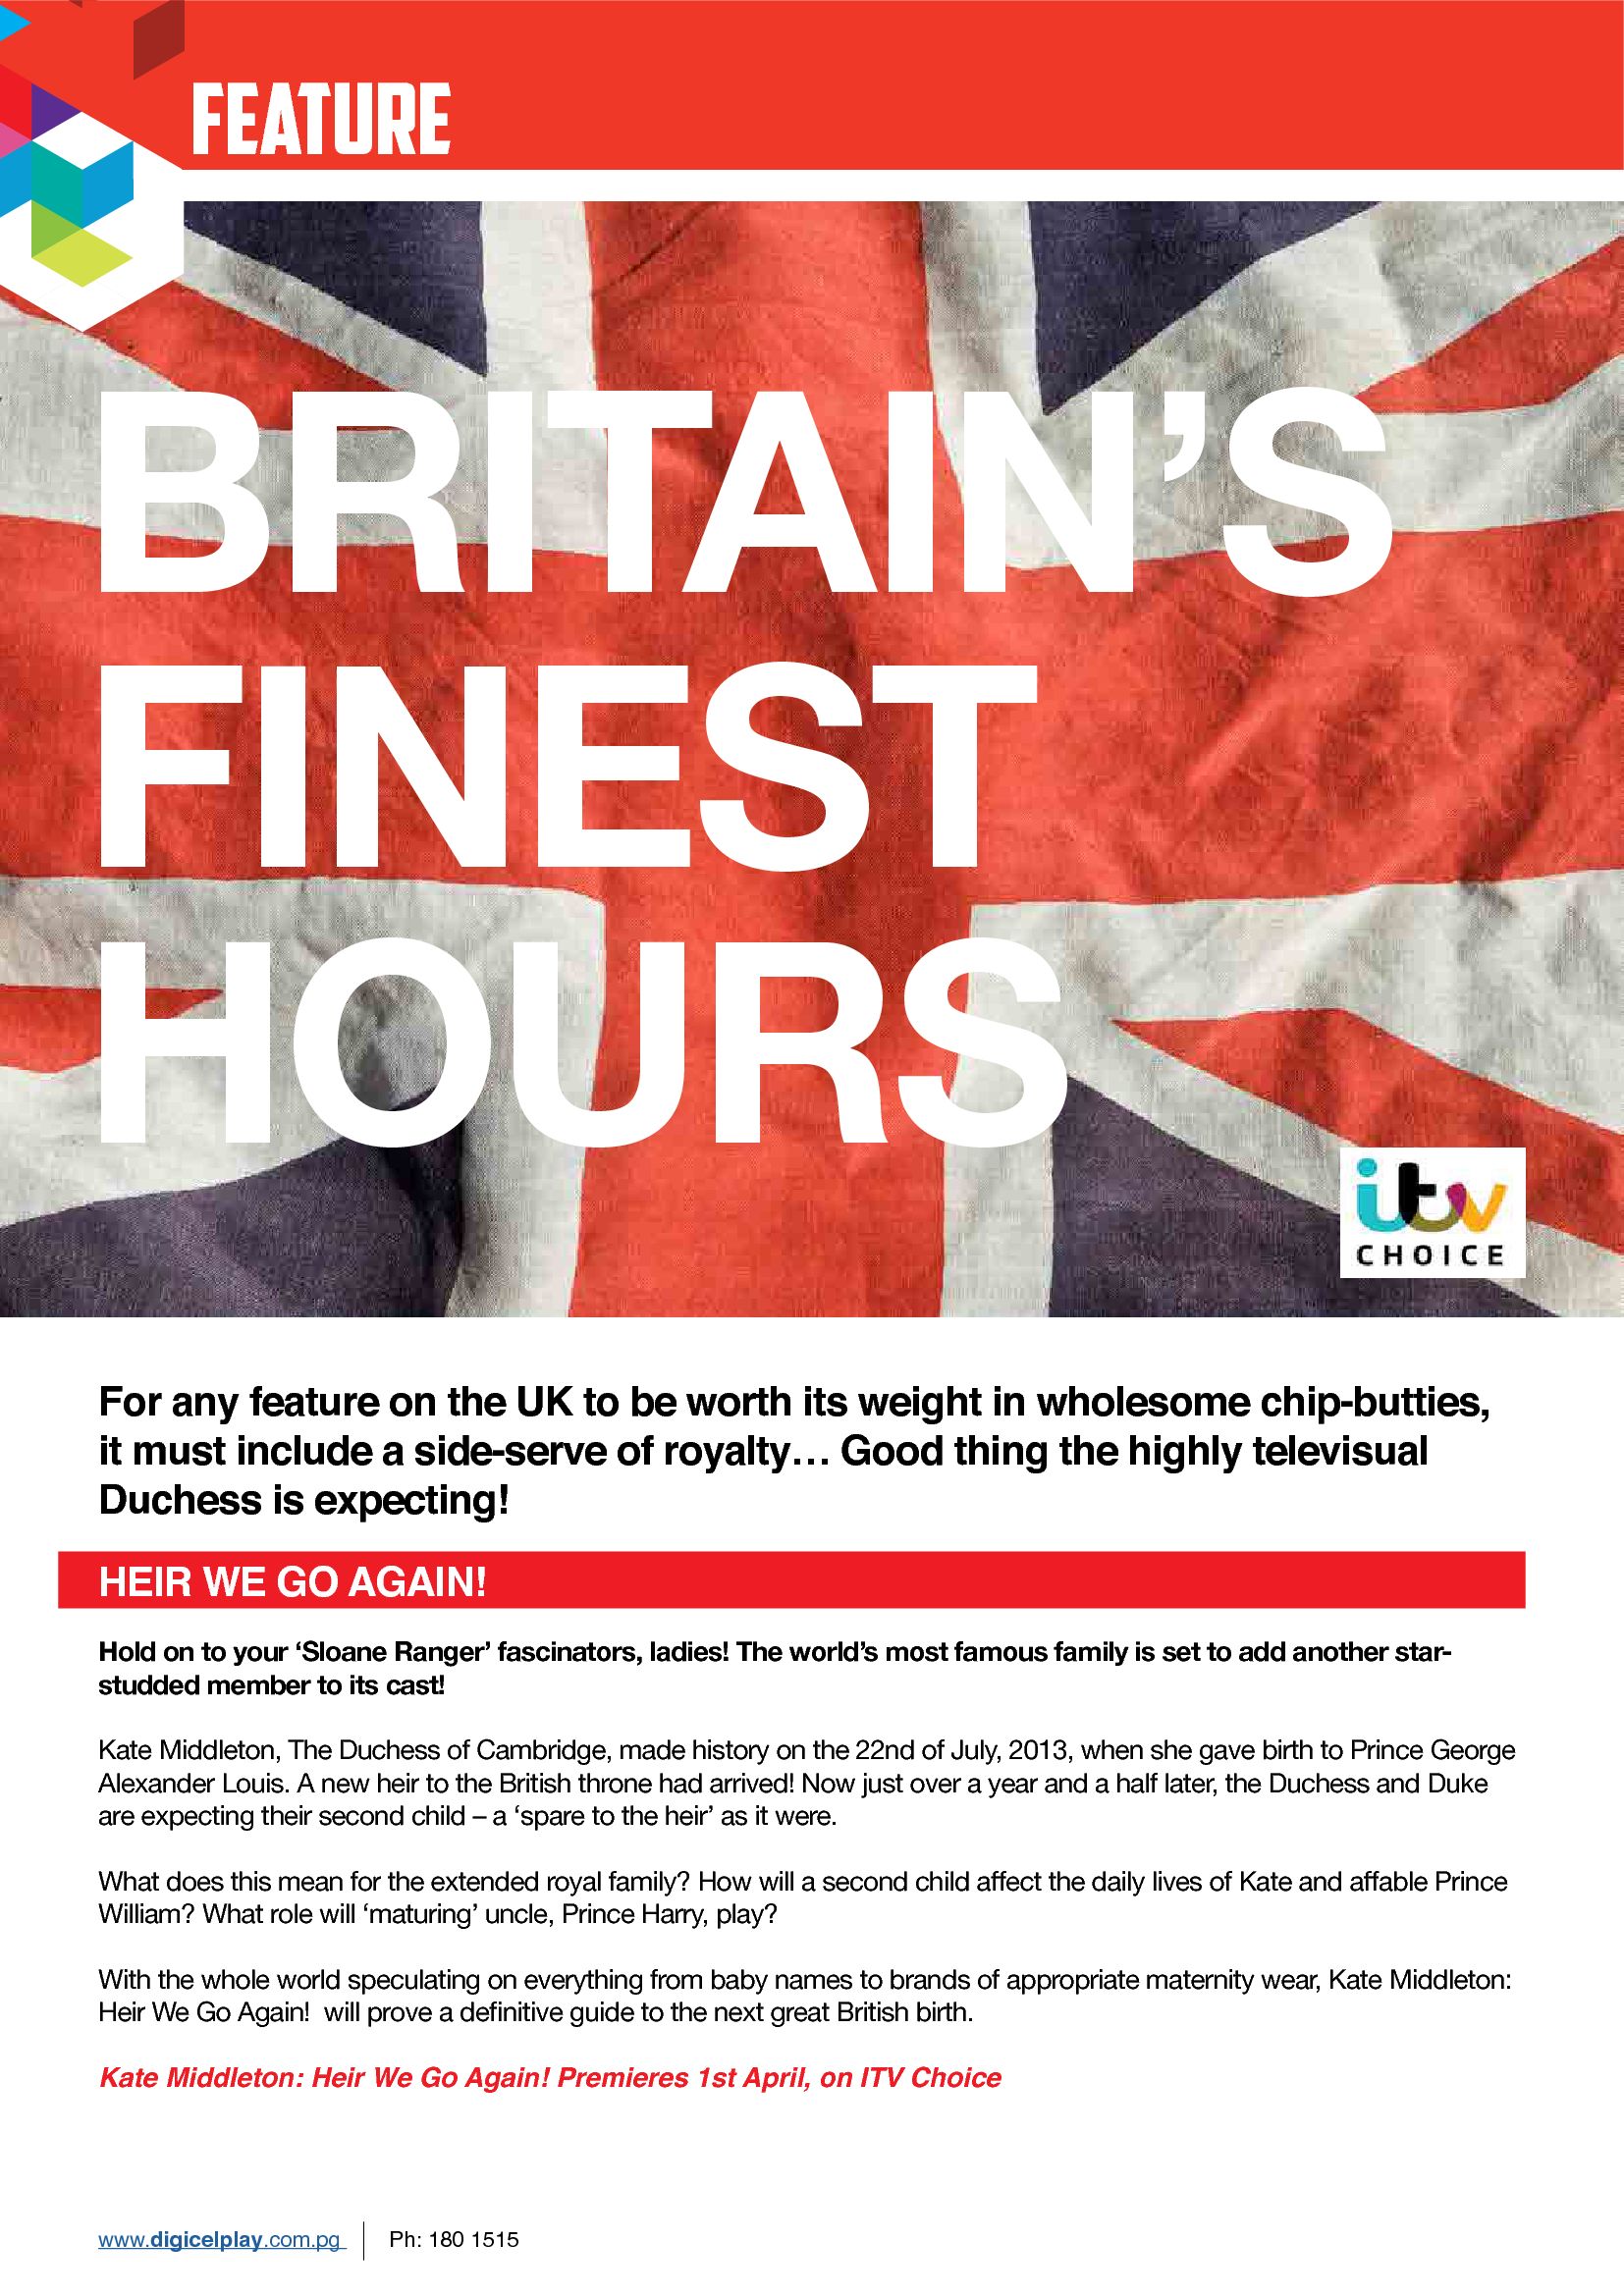 FEATURE
BRITAIN’S
FINEST
HOURS
itv
CHOICE
For any feature on the UK to be worth its weight in wholesome chip-butties,
it must include a side-serve of royalty… Good thing the highly televisual
Duchess is expecting!
HEIR WE GO AGAIN!
Hold on to your ‘Sloane Ranger’ fascinators, ladies! The world’s most famous family is set to add another star-
studded member to its cast!
Kate Middleton, The Duchess of Cambridge, made history on the 22nd of July, 2013, when she gave birth to Prince George
Alexander Louis. A new heir to the British throne had arrived! Now just over a year and a half later, the Duchess and Duke
are expecting their second child – a ‘spare to the heir’ as it were.
What does this mean for the extended royal family? How will a second child affect the daily lives of Kate and affable Prince
William? What role will ‘maturing’ uncle, Prince Harry, play?
With the whole world speculating on everything from baby names to brands of appropriate maternity wear, Kate Middleton:
Heir We Go Again!  will prove a definitive guide to the next great British birth.
Kate Middleton: Heir We Go Again! Premieres 1st April, on ITV Choice
www.digicelplay.com.pg | Ph: 180 1515